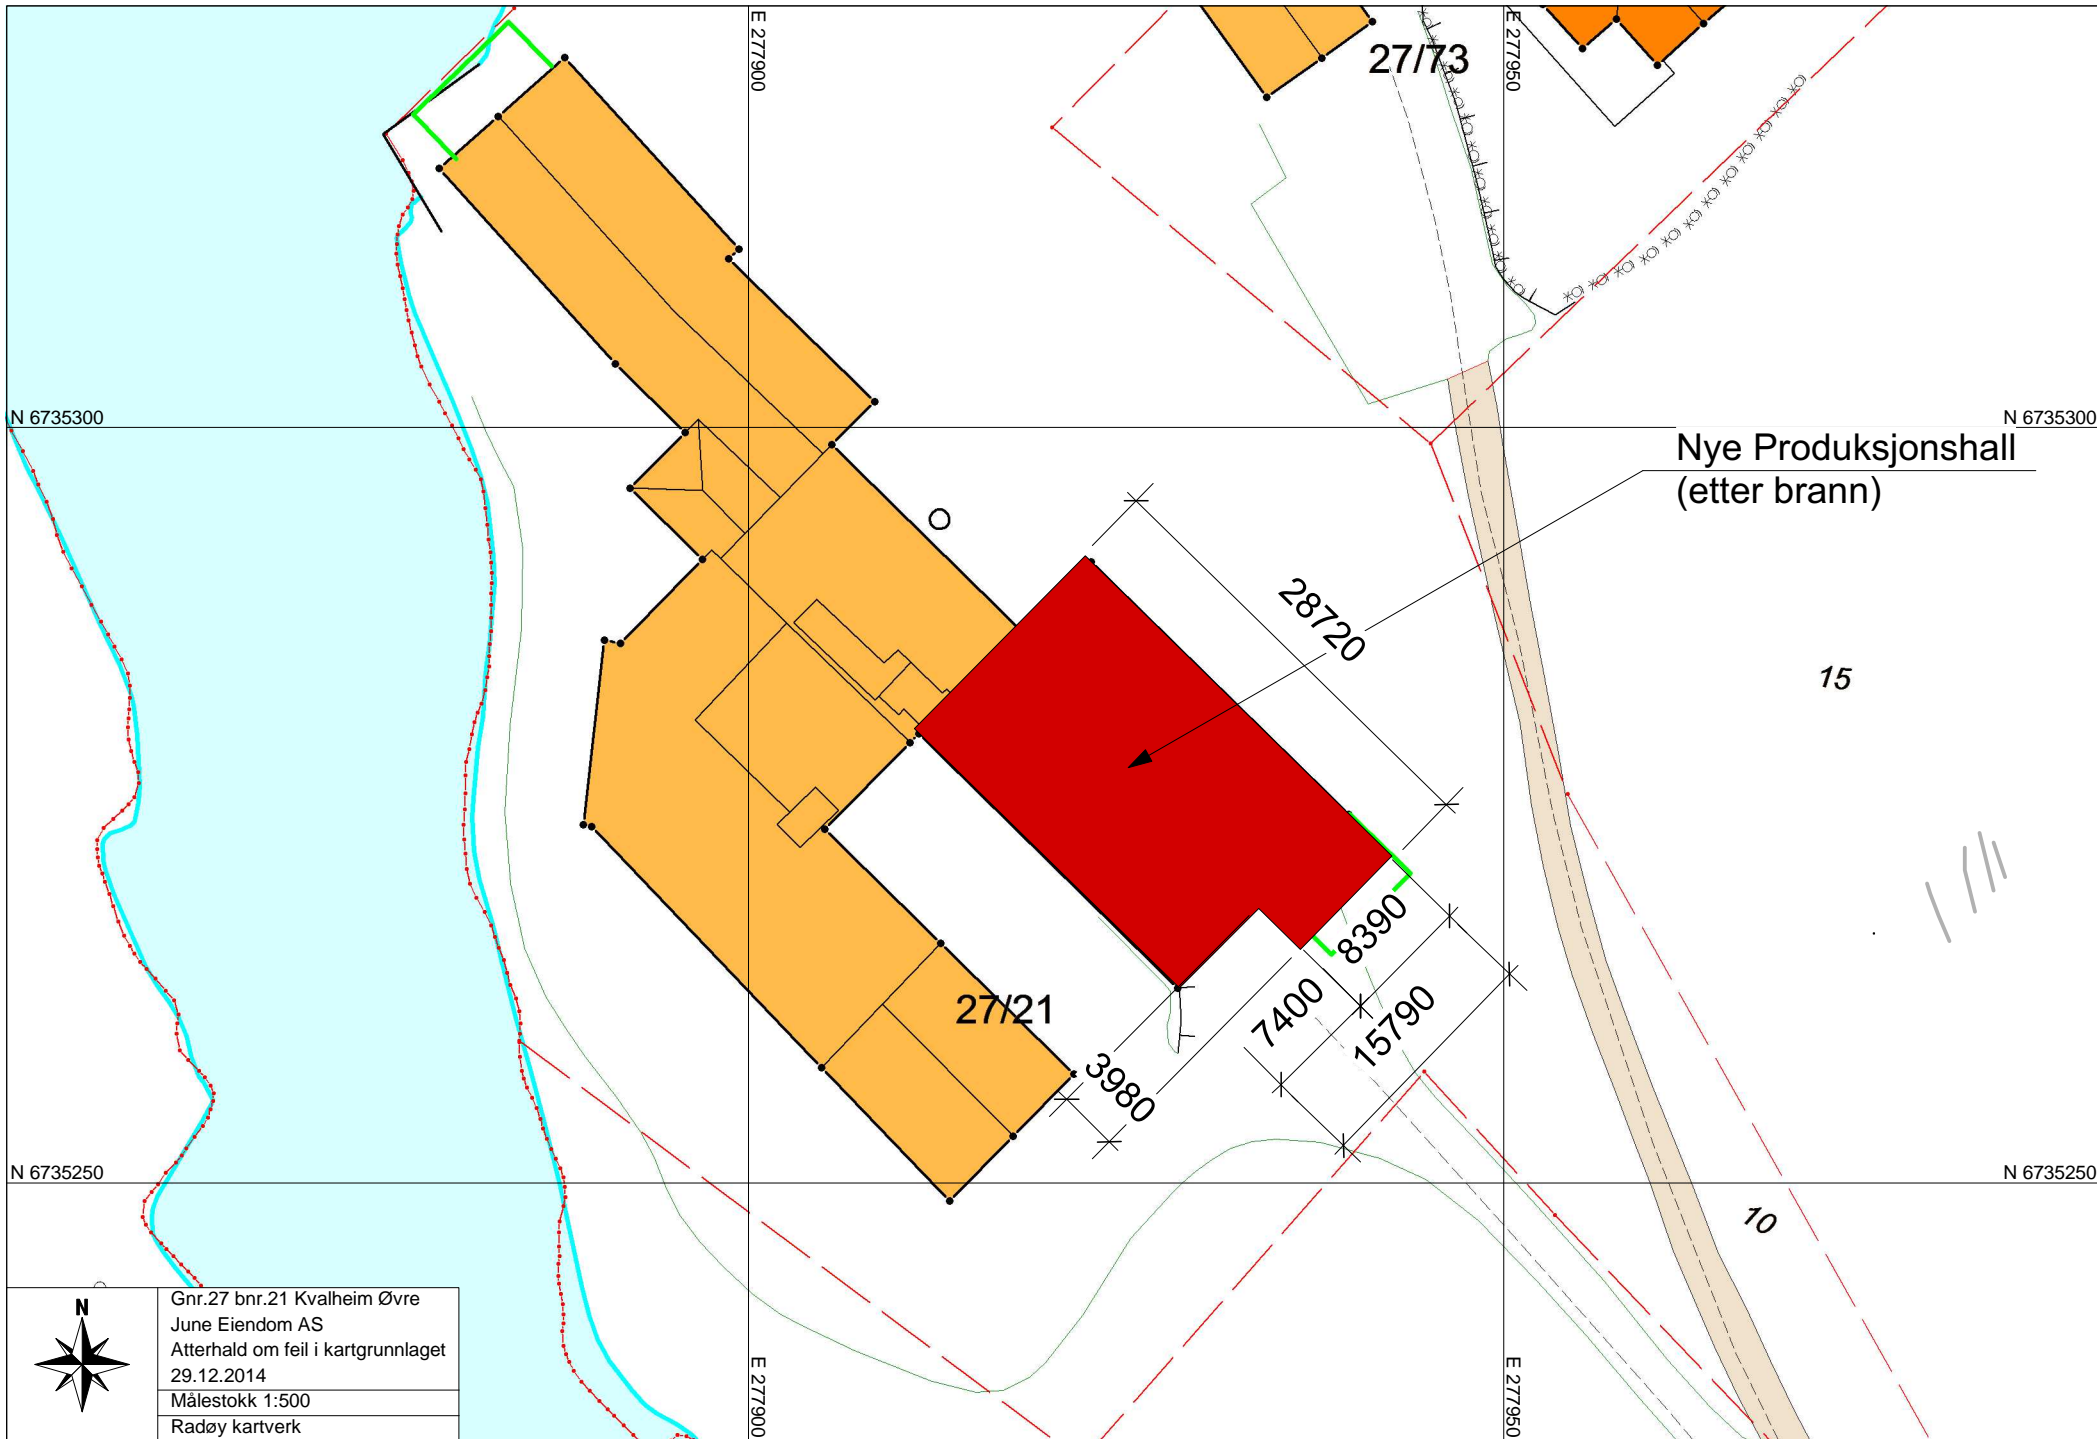 E 277900
27/73
E 277950
N 6735300
N 6735300
Nye Produksjonshall
(etter brann)
28720
15
8390
7400
15790
27/21
3980
N 6735250
N 6735250
10
N
Gnr.27 bnr.21 Kvalheim Øvre
June Eiendom AS
Atterhald om feil i kartgrunnlaget
29.12.2014
Målestokk 1:500
Radøy kartverk
E 277900
E 277950